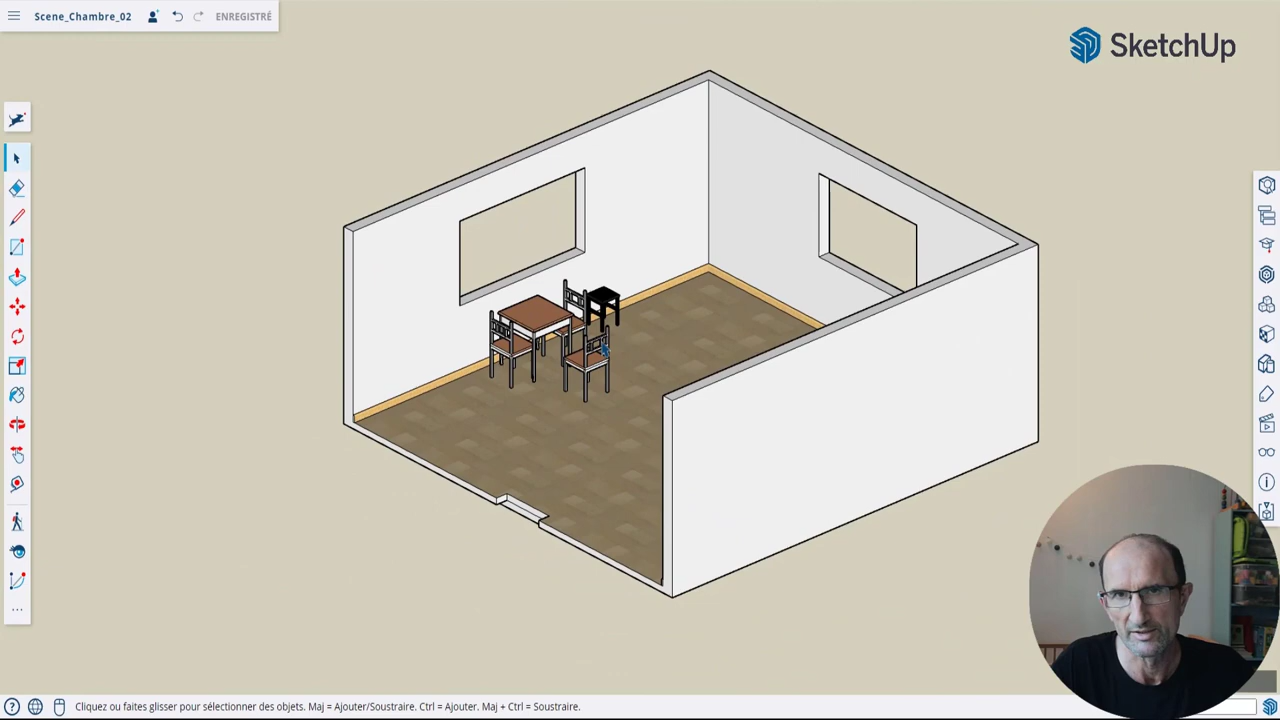 Scene_Chambre_02
ENREGISTRÉ
SketchUp
Cliquez ou faites glisser pour sélectionner des objets. Maj = Ajouter/Soustraire. Ctrl = Ajouter. Maj + Ctrl = Soustraire.